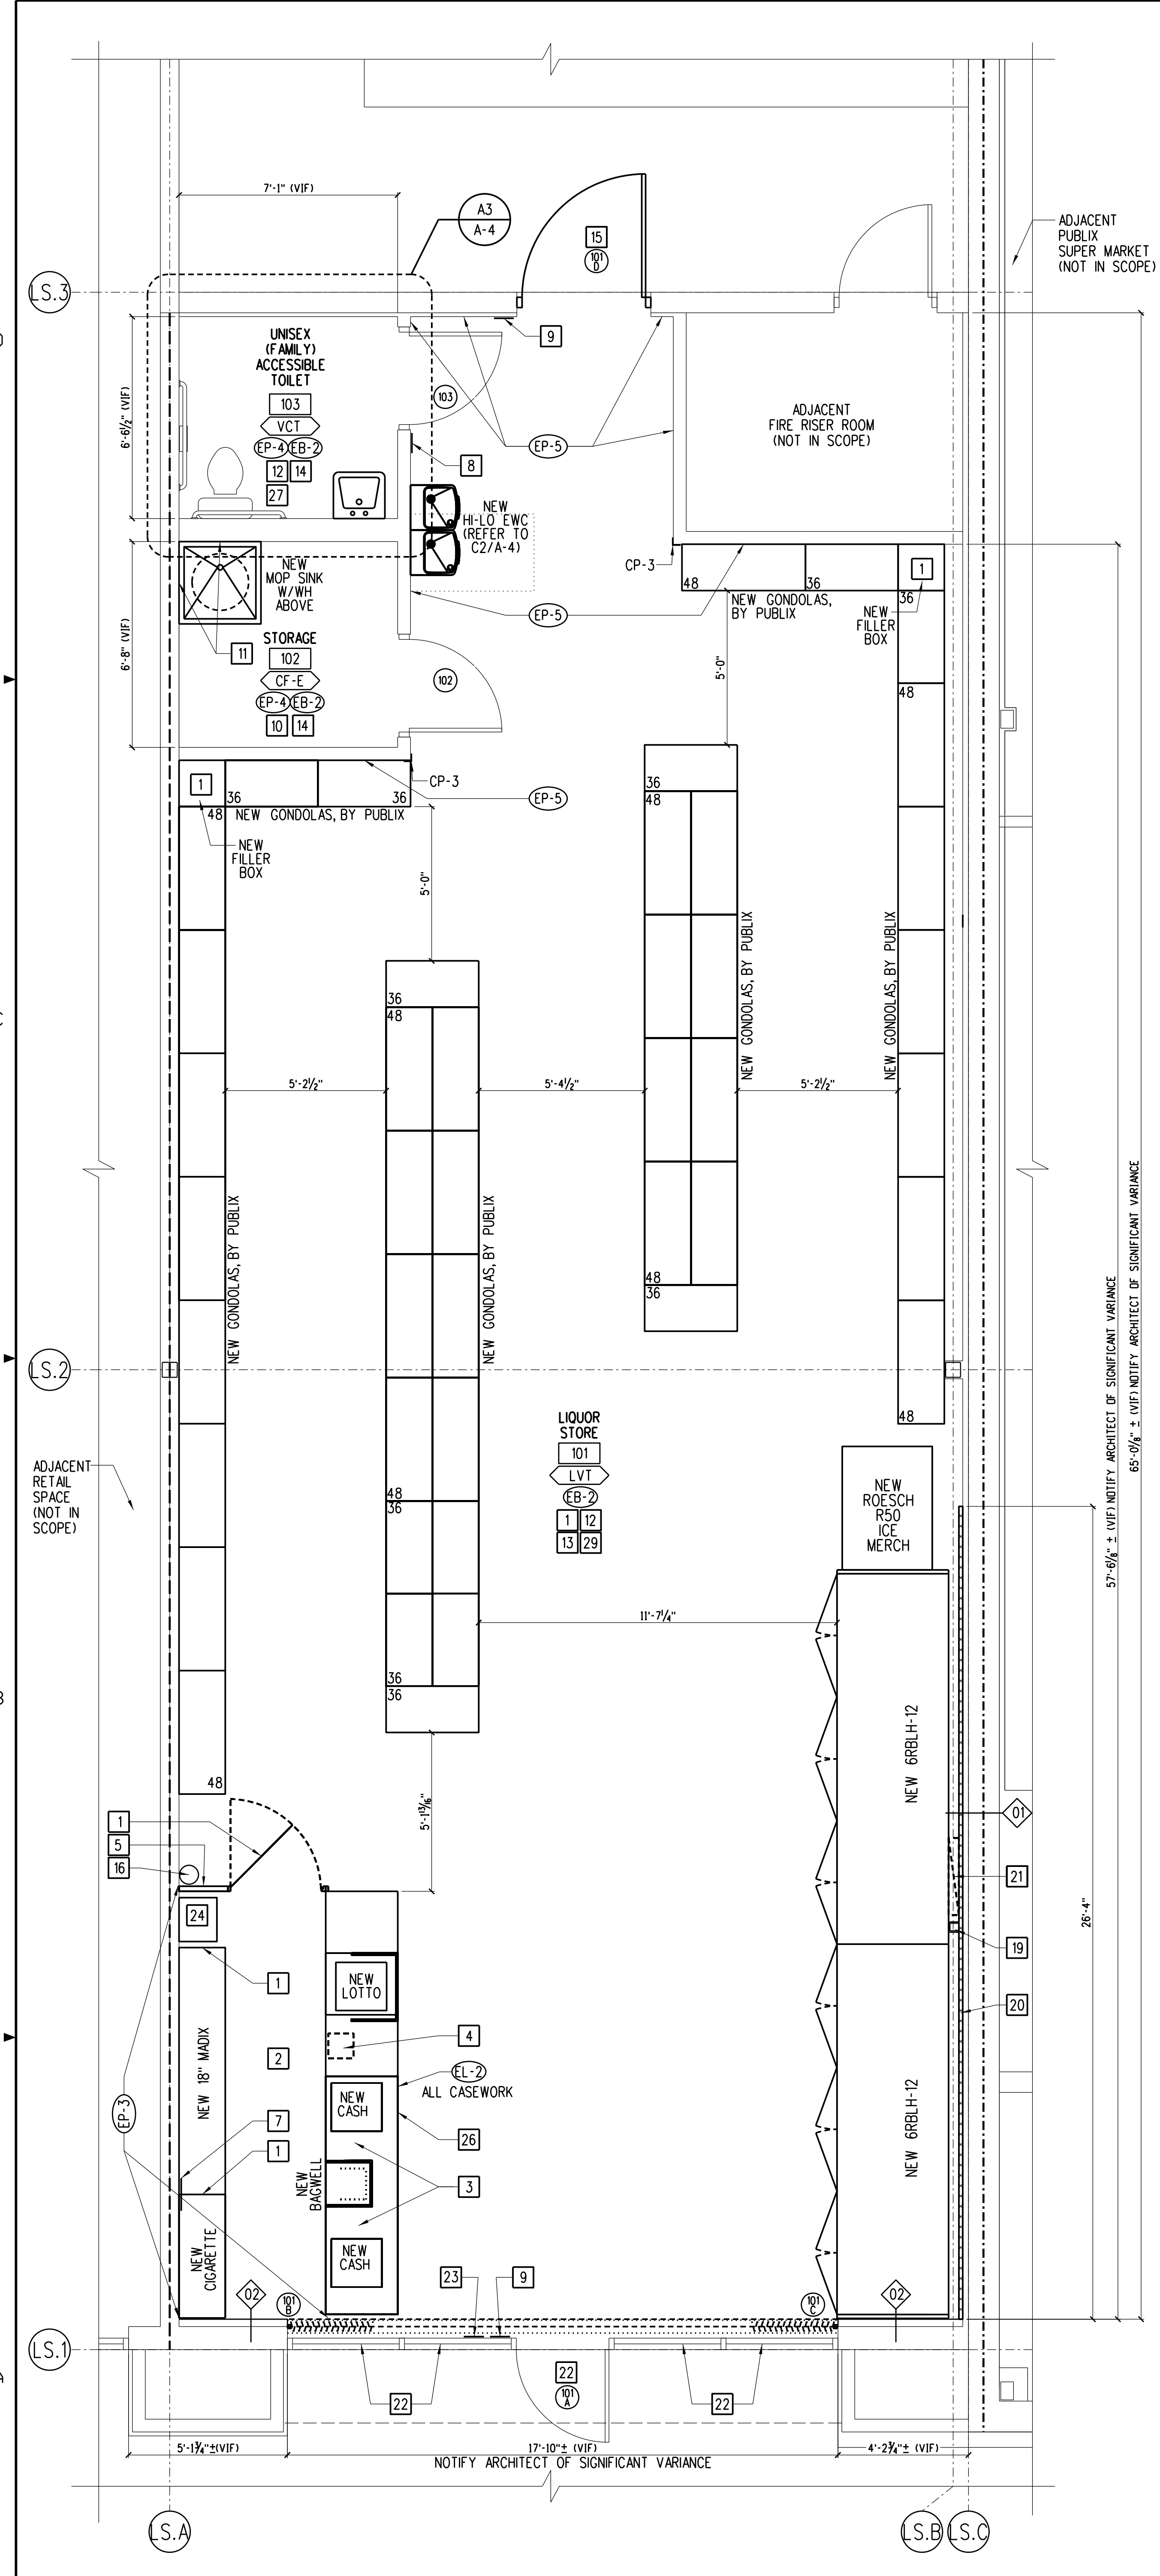 7'-1" (VIF)
A3
A-4
15
101
D
ADJACENT
PUBLIX
SUPER MARKET
(NOT IN SCOPE)
LS.3
9
UNISEX
(FAMILY)
ACCESSIBLE
TOILET
103
VCT
EP-4 EB-2
12 14
27
6'-6½" (VIF)
103
8
EP-5
ADJACENT
FIRE RISER ROOM
(NOT IN SCOPE)
NEW
HI-LO EWC
(REFER TO
C2/A-4)
NEW
MOP SINK
W/WH
ABOVE
11
6'-8" (VIF)
STORAGE
102
CF-E
EP-4 EB-2
10 14
102
EP-5
CP-3
48
36
NEW GONDOLAS,
BY PUBLIX
1
NEW
FILLER
BOX
36
48
5'-0"
1
36
36
CP-3
EP-5
48
NEW GONDOLAS, BY PUBLIX
NEW
FILLER
BOX
5'-0"
36
48
NEW GONDOLAS, BY PUBLIX
NEW GONDOLAS, BY PUBLIX
36
48
5'-2½"
5'-4½"
5'-2½"
NEW GONDOLAS, BY PUBLIX
NEW GONDOLAS, BY PUBLIX
48
36
57'-6⅛" ± (VIF) NOTIFY ARCHITECT OF SIGNIFICANT VARIANCE
65'-0⅛" ± (VIF) NOTIFY ARCHITECT OF SIGNIFICANT VARIANCE
LS.2
48
LIQUOR
STORE
101
LVT
EB-2
1 12
13 29
ADJACENT
RETAIL
SPACE
(NOT IN
SCOPE)
48
36
NEW
ROESCH
R50
ICE
MERCH
11'-7¼"
36
36
48
5'-1¹³⁄₁₆"
NEW 6RBLH-12
01
21
19
20
26'-4"
1
5
16
24
1
NEW
LOTTO
4
2
NEW 18" MADIX
EL-2
ALL CASEWORK
NEW
CASH
EP-3
7
1
26
NEW
BAGWELL
3
NEW 6RBLH-12
NEW
CIGARETTE
NEW
CASH
02
101
B
23
9
101
C
02
LS.1
22
22
101
A
22
5'-1¾"±(VIF)
17'-10"± (VIF)
4'-2¾"± (VIF)
NOTIFY ARCHITECT OF SIGNIFICANT VARIANCE
LS.A
LS.B
LS.C